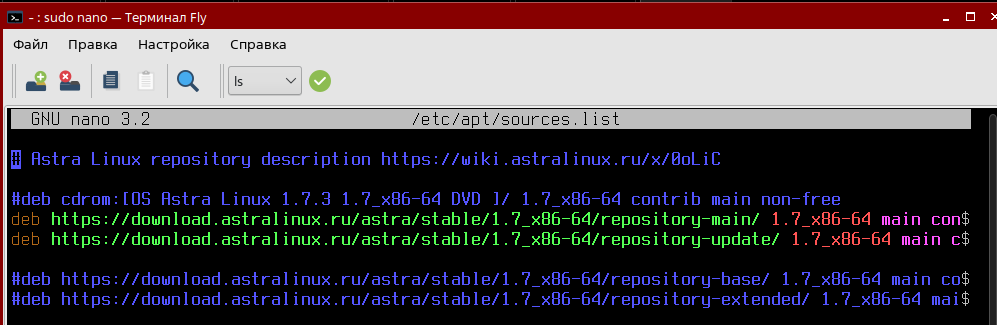 - : sudo nano — Терминал Fly
Файл Правка Настройка Справка
ls
GNU nano 3.2 /etc/apt/sources.list
# Astra Linux repository description https://wiki.astralinux.ru/x/0oLiC
#deb cdrom:[OS Astra Linux 1.7.3 1.7_x86-64 DVD ]/ 1.7_x86-64 contrib main non-free
deb https://download.astralinux.ru/astra/stable/1.7_x86-64/repository-main/ 1.7_x86-64 main con$
deb https://download.astralinux.ru/astra/stable/1.7_x86-64/repository-update/ 1.7_x86-64 main c$
#deb https://download.astralinux.ru/astra/stable/1.7_x86-64/repository-base/ 1.7_x86-64 main co$
#deb https://download.astralinux.ru/astra/stable/1.7_x86-64/repository-extended/ 1.7_x86-64 mai$